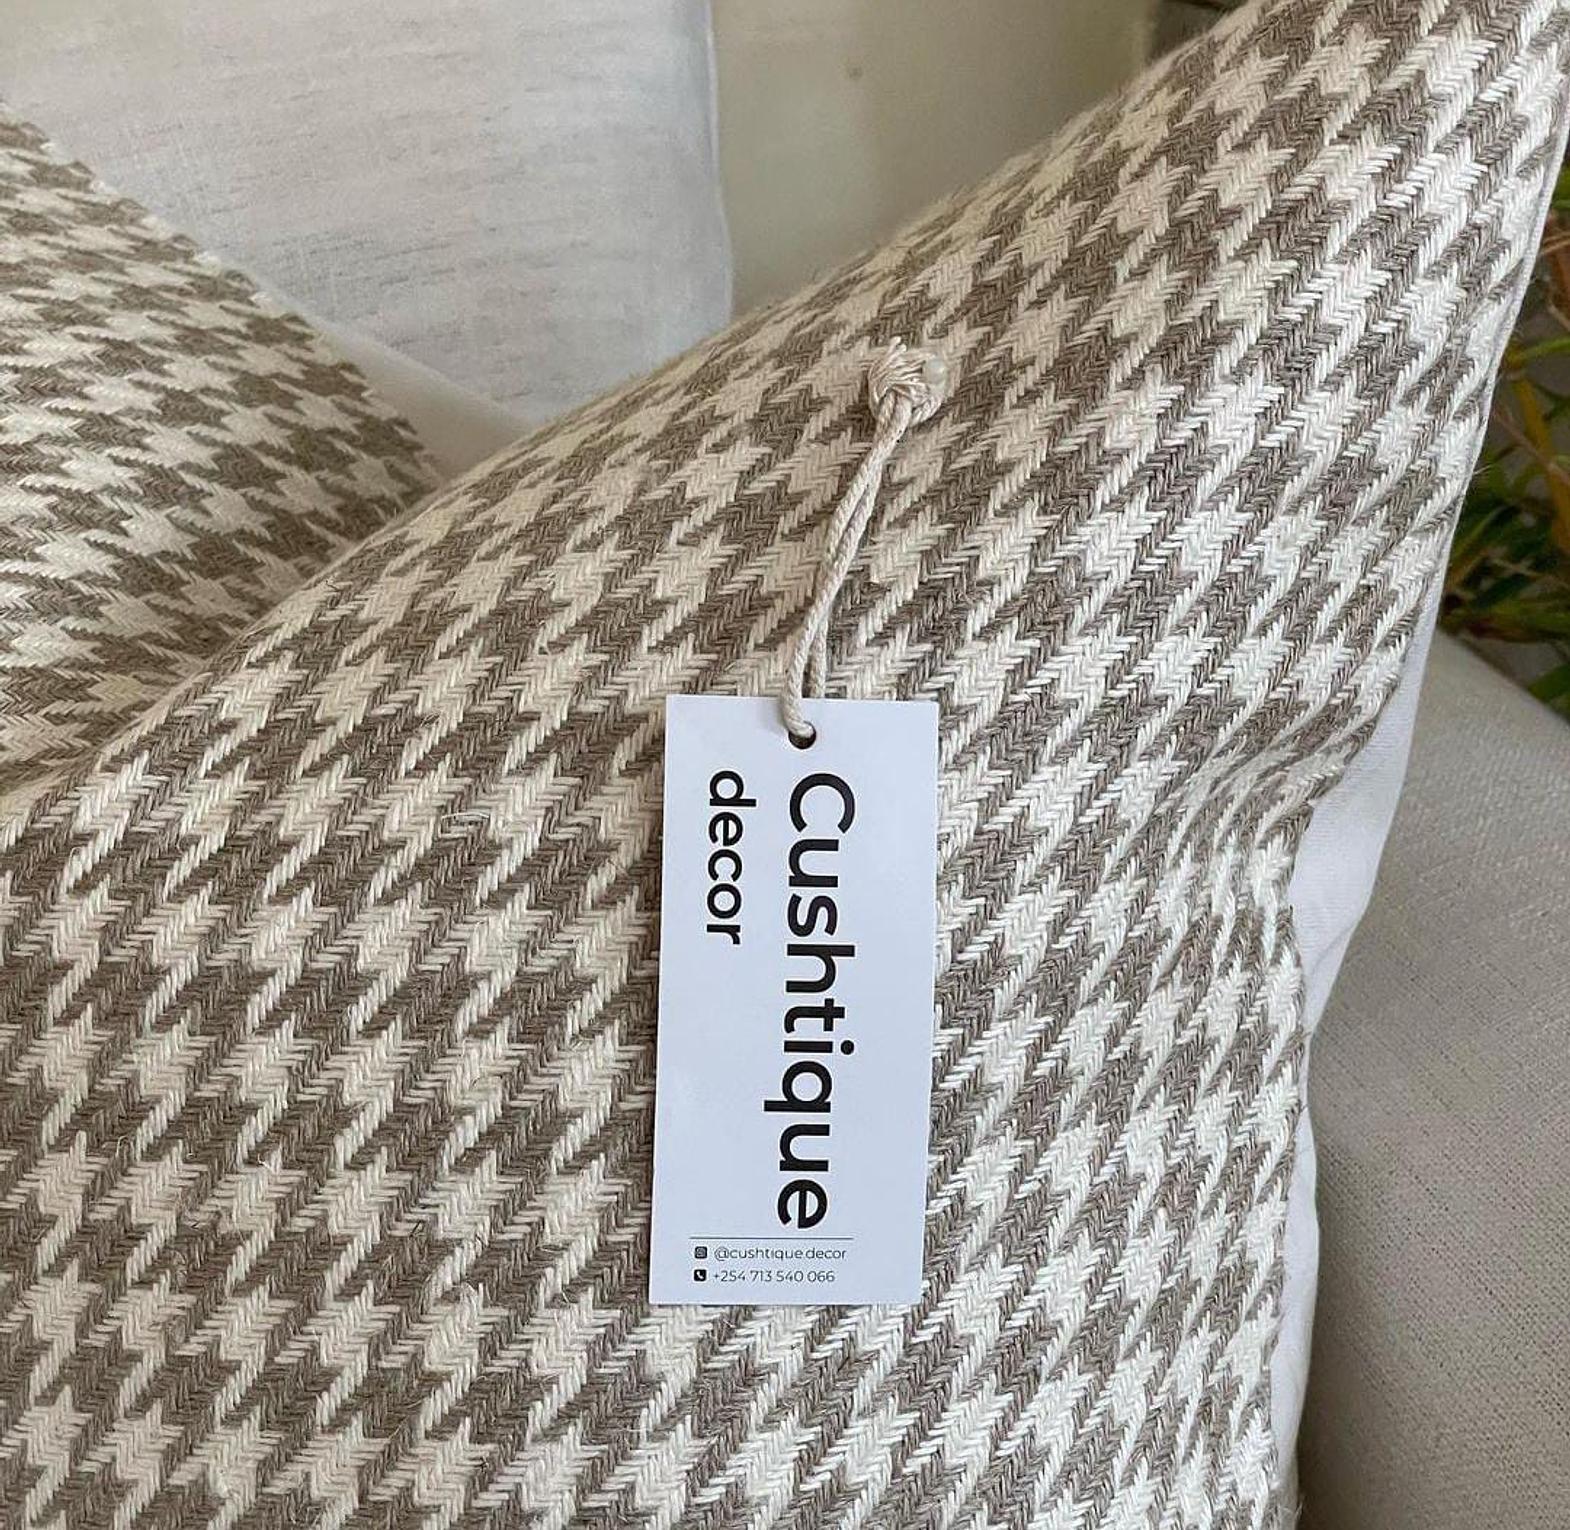 Cushtique
decor
@cushtique.decor
+254 713 540 066